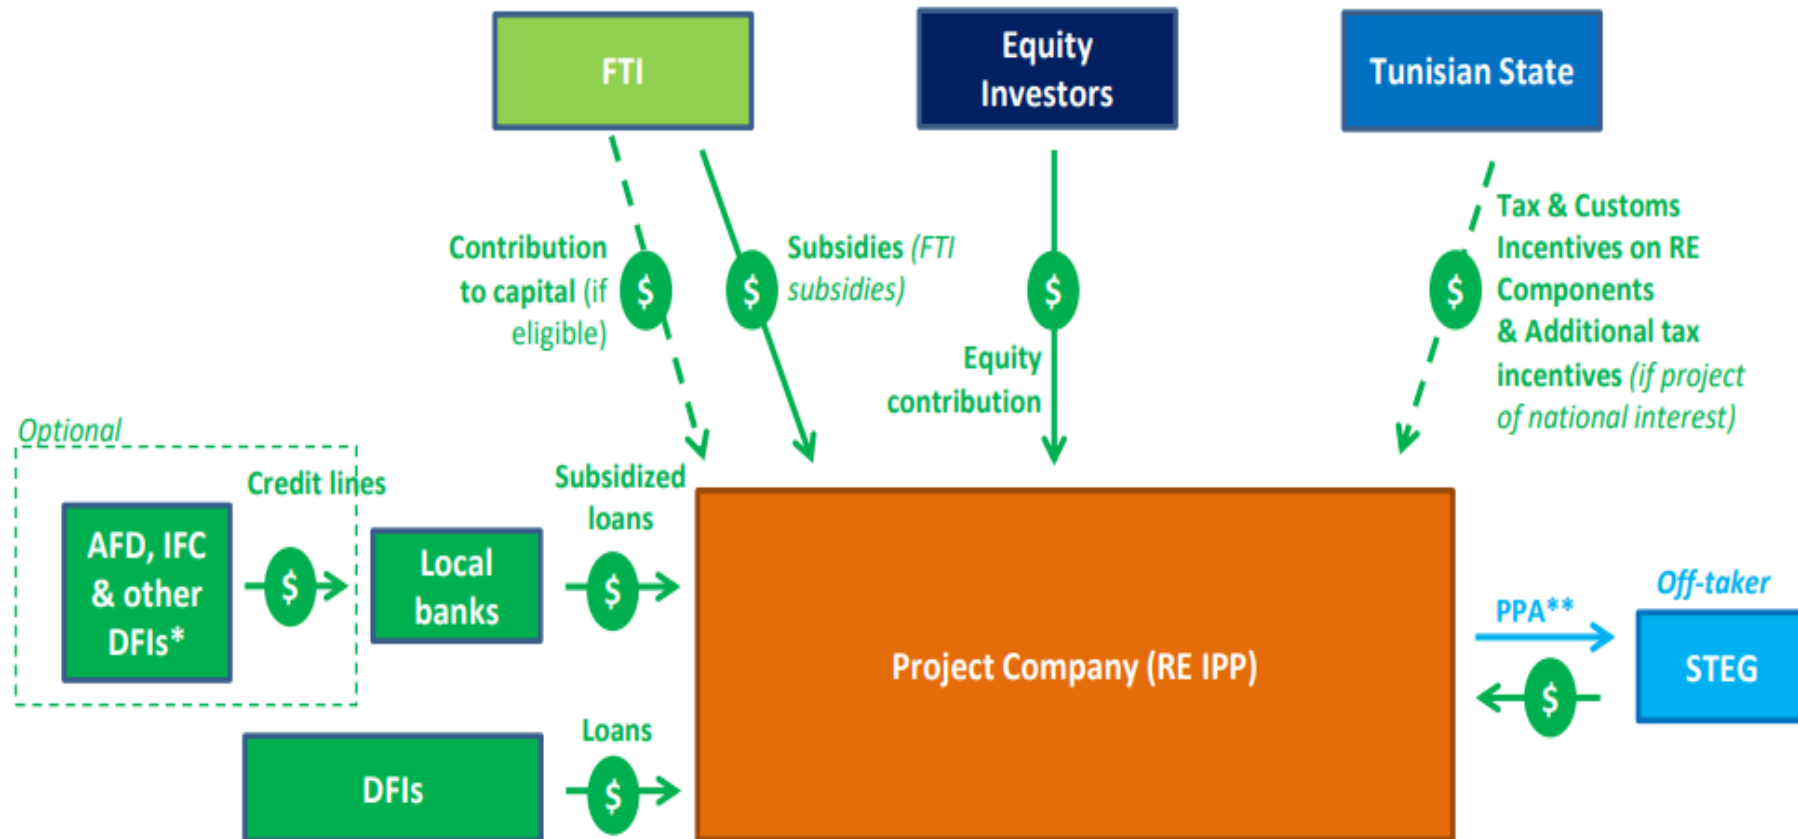 FTI
Equity
Investors
Tunisian State
Contribution
to capital (if
eligible)
$
$
Subsidies (FTI
subsidies)
$
Equity
contribution
$
Tax & Customs
Incentives on RE
Components
& Additional tax
incentives (if project
of national interest)
Optional
AFD, IFC
& other
DFIs*
Credit lines
$
Local
banks
Subsidized
loans
$
Project Company (RE IPP)
PPA**
$
Off-taker
STEG
DFIs
Loans
$